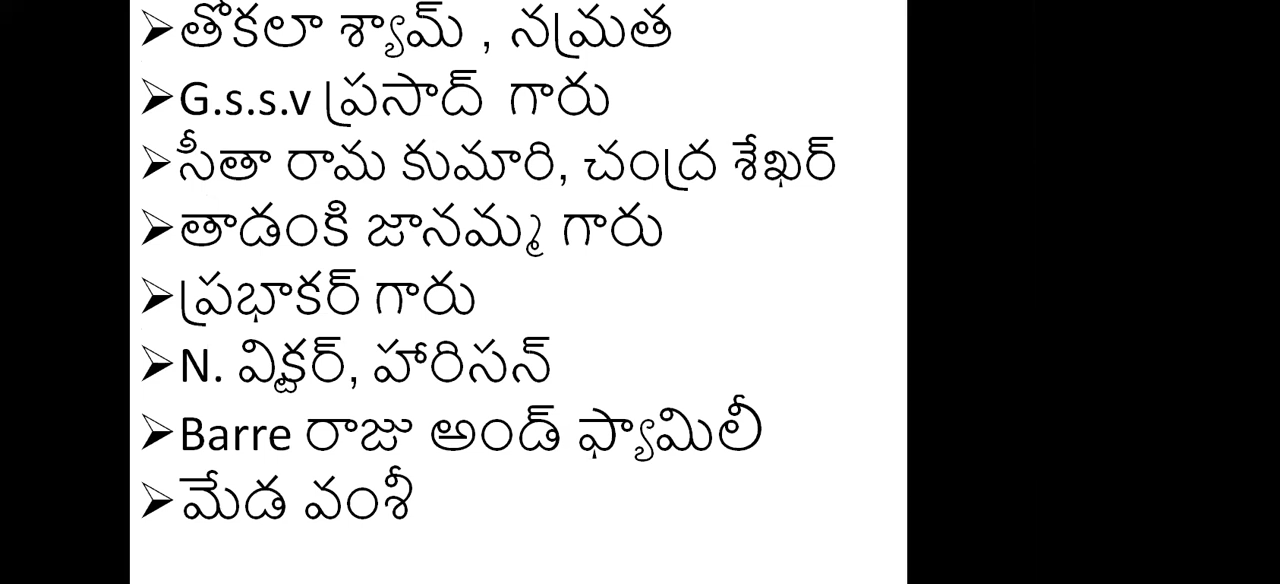 ➢తోకలా శ్యామ్ , నమ్రత
➢G.s.s.v ప్రసాద్ గారు
➢సీతా రామ కుమారి, చంద్ర శేఖర్
➢తాడంకి జానమ్మ గారు
➢ప్రభాకర్ గారు
➢N. విక్టర్, హారిసన్
➢Barre రాజు అండ్ ఫ్యామిలీ
➢మేడ వంశీ